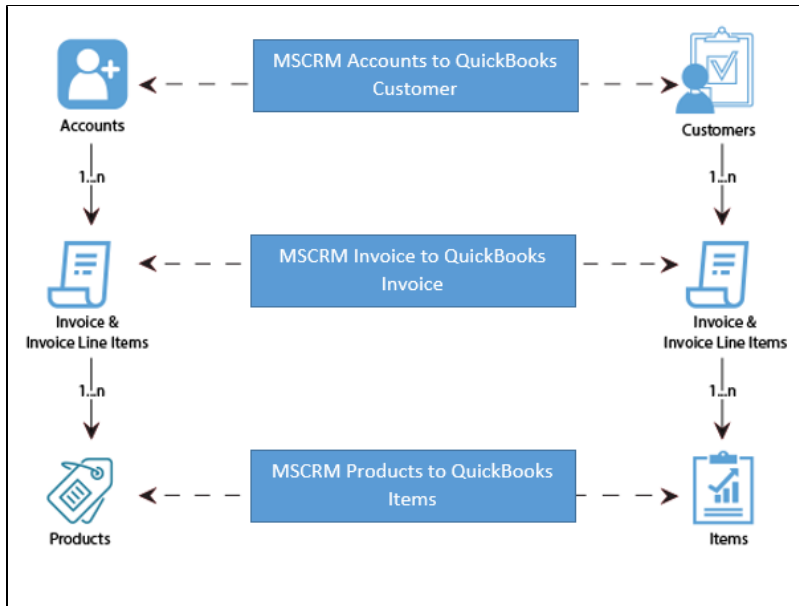 MSCRM Accounts to QuickBooks
Customer
Accounts
Customers
1...n
1...n
MSCRM Invoice to QuickBooks
Invoice
Invoice &
Invoice Line Items
Invoice &
Invoice Line Items
1...n
1...n
MSCRM Products to QuickBooks
Items
Products
Items